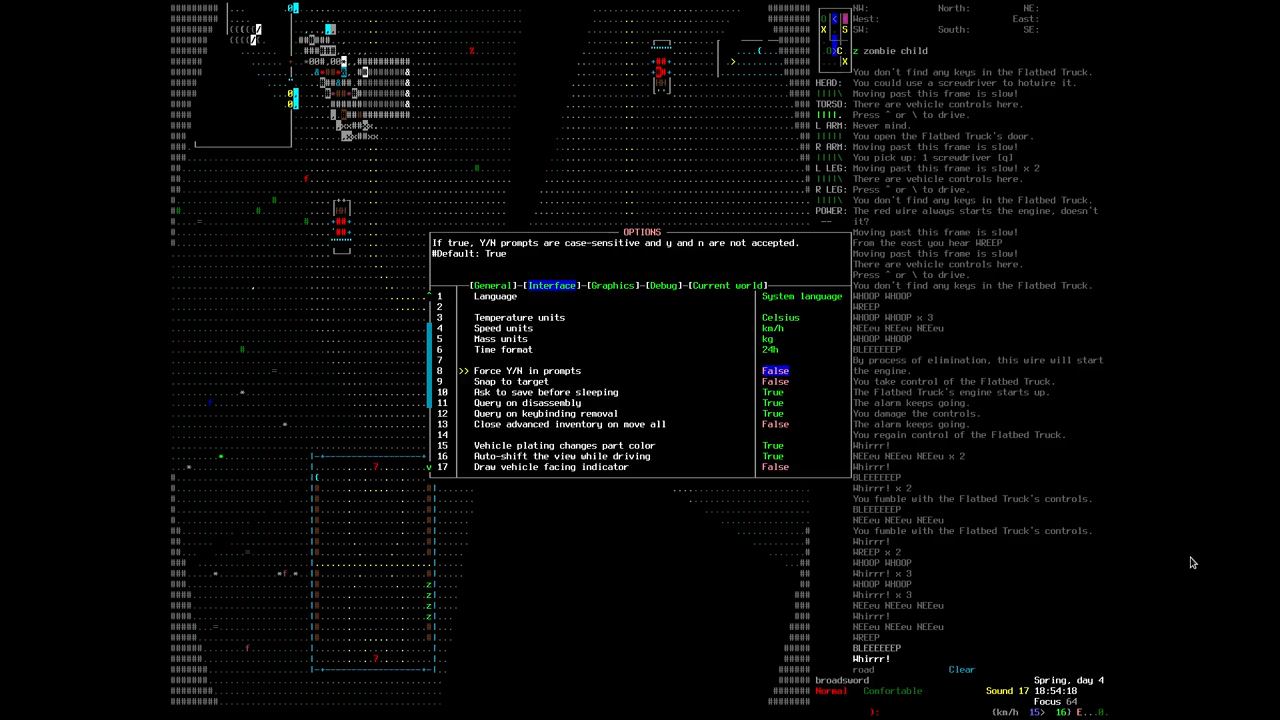 NW: North: NE:
West: East:
SW: South: SE:
z zombie child
You don't find any keys in the Flatbed Truck.
HEAD: You could use a screwdriver to hotwire it.
Moving past this frame is slow!
TORSO: There are vehicle controls here.
Press ^ or \ to drive.
L ARM: Never mind.
You open the Flatbed Truck's door.
R ARM: Moving past this frame is slow!
You pick up: 1 screwdriver [q]
L LEG: Moving past this frame is slow! x 2
There are vehicle controls here.
R LEG: Press ^ or \ to drive.
You don't find any keys in the Flatbed Truck.
POWER: The red wire always starts the engine, doesn't
-- it?
Moving past this frame is slow!
From the east you hear WREEP
Moving past this frame is slow!
There are vehicle controls here.
Press ^ or \ to drive.
You don't find any keys in the Flatbed Truck.
WHOOP WHOOP
WREEP
WHOOP WHOOP x 3
NEEeu NEEeu NEEeu
WHOOP WHOOP
BLEEEEEEP
By process of elimination, this wire will start
the engine.
You take control of the Flatbed Truck.
The Flatbed Truck's engine starts up.
The alarm keeps going.
You damage the controls.
The alarm keeps going.
You regain control of the Flatbed Truck.
Whirrr!
NEEeu NEEeu NEEeu x 2
Whirrr!
BLEEEEEEP
Whirrr! x 2
You fumble with the Flatbed Truck's controls.
BLEEEEEEP
NEEeu NEEeu NEEeu
You fumble with the Flatbed Truck's controls.
Whirrr!
WREEP x 2
WHOOP WHOOP
Whirrr! x 3
WHOOP WHOOP
Whirrr! x 3
NEEeu NEEeu NEEeu
Whirrr!
NEEeu NEEeu NEEeu
WREEP
BLEEEEEEP
Whirrr!
road Clear
broadsword Spring, day 4
Normal Comfortable Sound 17 18:54:18
Focus 64
): (km/h 15> 16) E...0.
OPTIONS
If true, Y/N prompts are case-sensitive and y and n are not accepted.
#Default: True
[General]-[Interface]-[Graphics]-[Debug]-[Current world]
1 Language System language
2
3 Temperature units Celsius
4 Speed units km/h
5 Mass units kg
6 Time format 24h
7
8 >> Force Y/N in prompts False
9 Snap to target False
10 Ask to save before sleeping True
11 Query on disassembly True
12 Query on keybinding removal True
13 Close advanced inventory on move all False
14
15 Vehicle plating changes part color True
16 Auto-shift the view while driving True
17 Draw vehicle facing indicator False